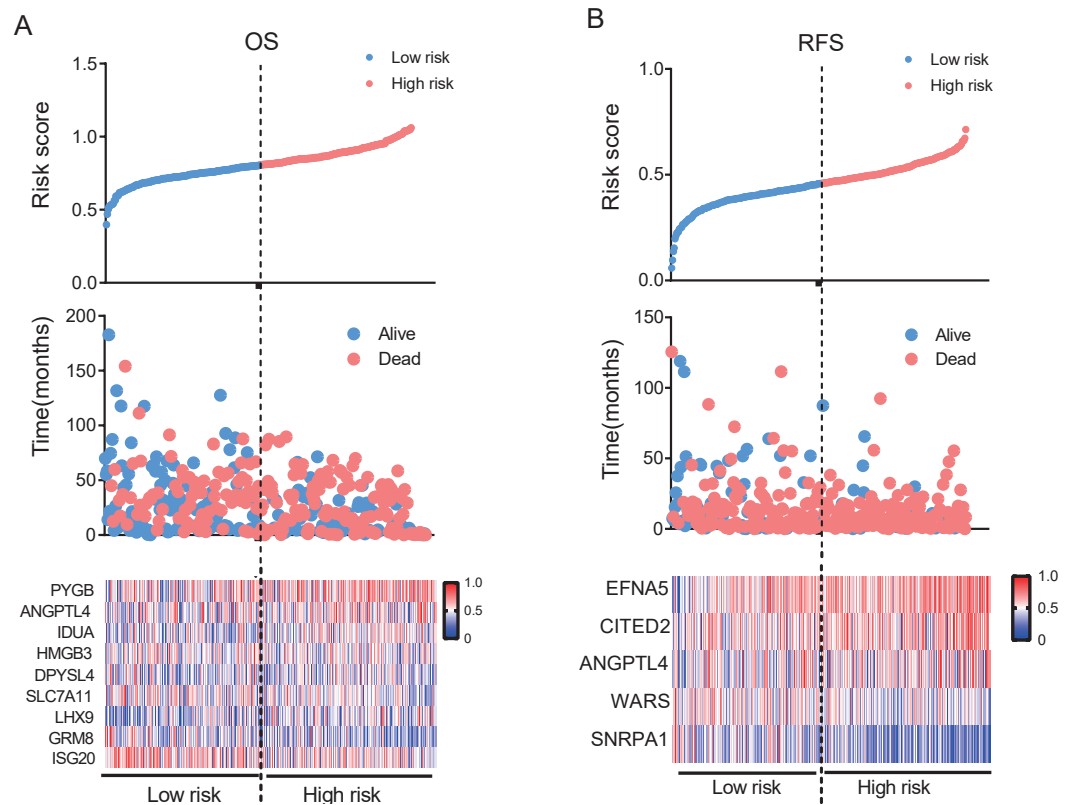 A
OS
Low risk
High risk
Risk score
1.5
1.0
0.5
0.0
Alive
Dead
Time(months)
200
150
100
50
0
PYGB
ANGPTL4
IDUA
HMGB3
DPYSL4
SLC7A11
LHX9
GRM8
ISG20
1.0
0.5
0
Low risk
High risk
B
RFS
Low risk
High risk
Risk score
1.0
0.5
0.0
Alive
Dead
Time(months)
150
100
50
0
EFNA5
CITED2
ANGPTL4
WARS
SNRPA1
1.0
0.5
0
Low risk
High risk